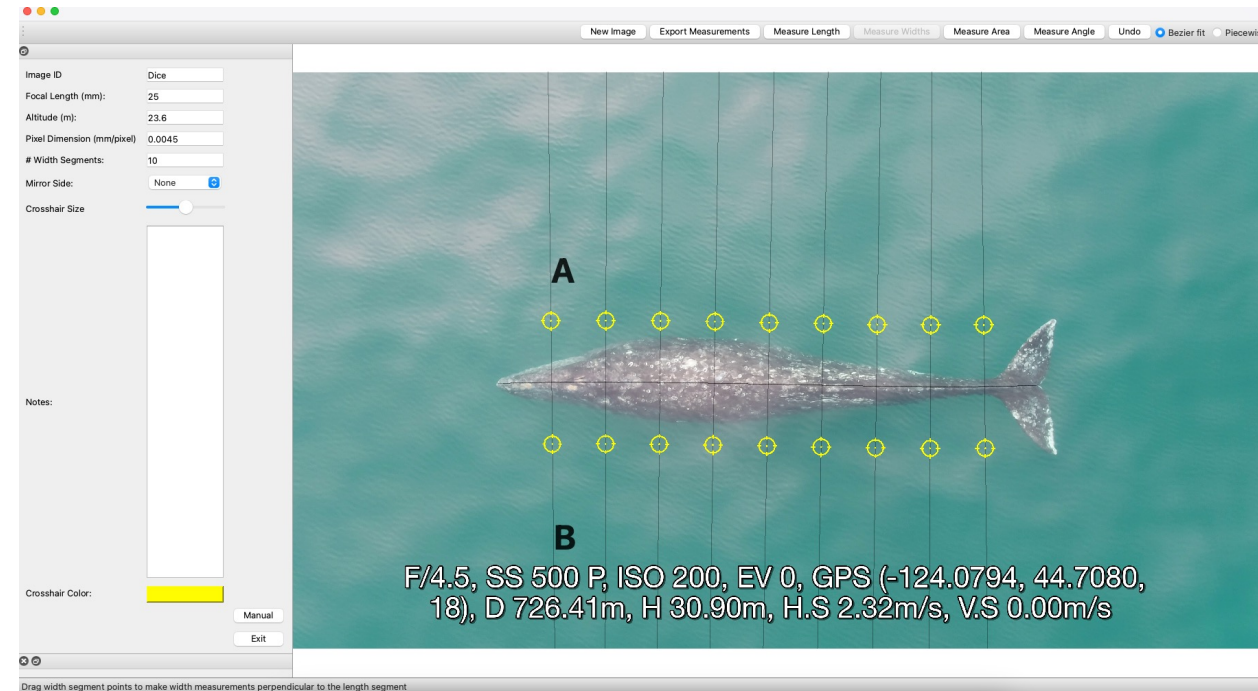 New Image Export Measurements Measure Length Measure Widths Measure Area Measure Angle Undo Bezier fit Piecewi
Image ID Dice
Focal Length (mm): 25
Altitude (m): 23.6
Pixel Dimension (mm/pixel) 0.0045
# Width Segments: 10
Mirror Side: None
Crosshair Size
A
Notes:
B
F/4.5, SS 500 P, ISO 200, EV 0, GPS (-124.0794, 44.7080,
18), D 726.41m, H 30.90m, H.S 2.32m/s, V.S 0.00m/s
Crosshair Color:
Manual
Exit
Drag width segment points to make width measurements perpendicular to the length segment